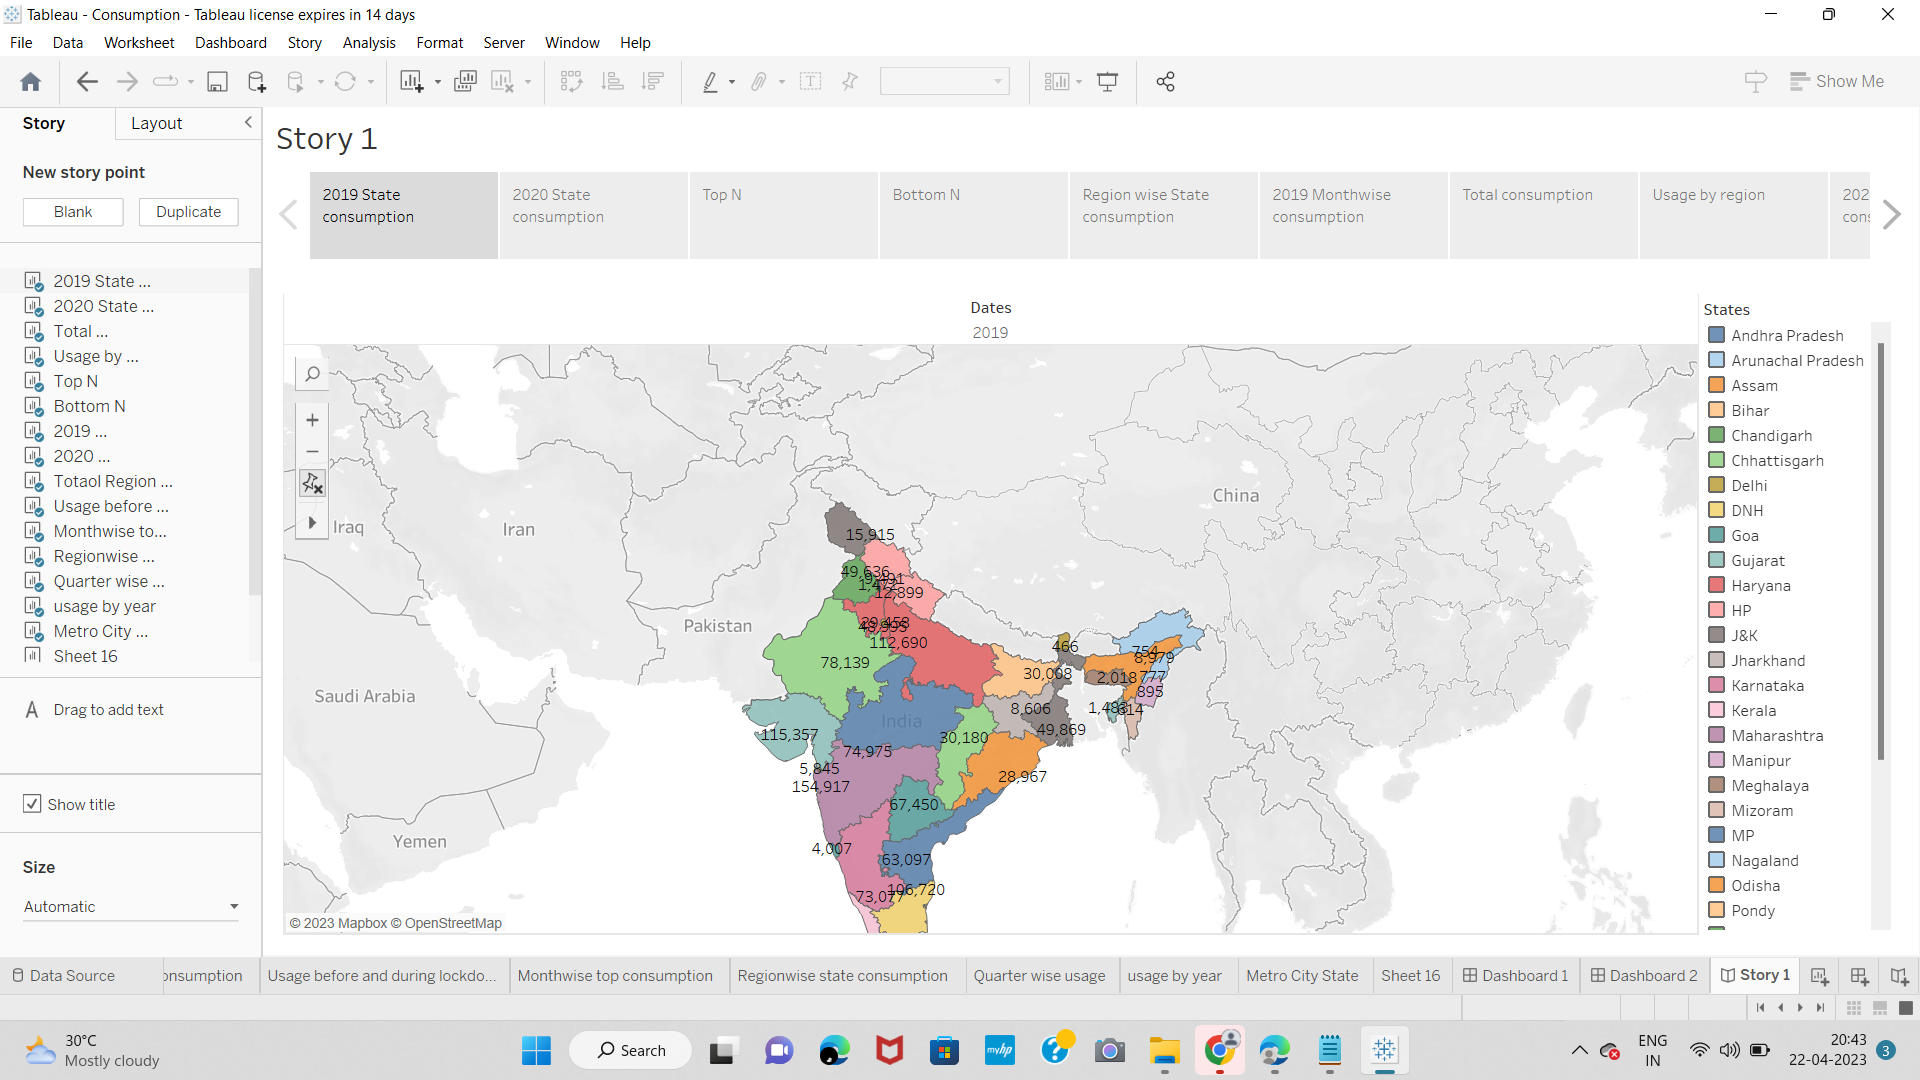 Tableau - Consumption - Tableau license expires in 14 days
File Data Worksheet Dashboard Story Analysis Format Server Window Help
Show Me
Story Layout
New story point
Blank Duplicate
2019 State ...
2020 State ...
Total ...
Usage by ...
Top N
Bottom N
2019 ...
2020 ...
Totaol Region ...
Usage before ...
Monthwise to...
Regionwise ...
Quarter wise ...
usage by year
Metro City ...
Sheet 16
A Drag to add text
Show title
Size
Automatic
Story 1
2019 State
consumption
2020 State
consumption
Top N
Bottom N
Region wise State
consumption
2019 Monthwise
consumption
Total consumption
Usage by region
202
cons
Dates
2019
China
Iran
Iraq
Pakistan
Saudi Arabia
India
Yemen
15,915
49,636
9,491
1,472
12,899
48,995
112,690
78,139
466
754
8,979
30,008
2,018
777
895
8,606
1,483
614
49,869
115,357
30,180
74,975
5,845
28,967
154,917
67,450
4,007
63,097
106,720
73,077
© 2023 Mapbox © OpenStreetMap
States
Andhra Pradesh
Arunachal Pradesh
Assam
Bihar
Chandigarh
Chhattisgarh
Delhi
DNH
Goa
Gujarat
Haryana
HP
J&K
Jharkhand
Karnataka
Kerala
Maharashtra
Manipur
Meghalaya
Mizoram
MP
Nagaland
Odisha
Pondy
Data Source onsumption Usage before and during lockdo... Monthwise top consumption Regionwise state consumption Quarter wise usage usage by year Metro City State Sheet 16 Dashboard 1 Dashboard 2 Story 1
30°C
Mostly cloudy
Search
myhp
ENG
IN
20:43
22-04-2023
3